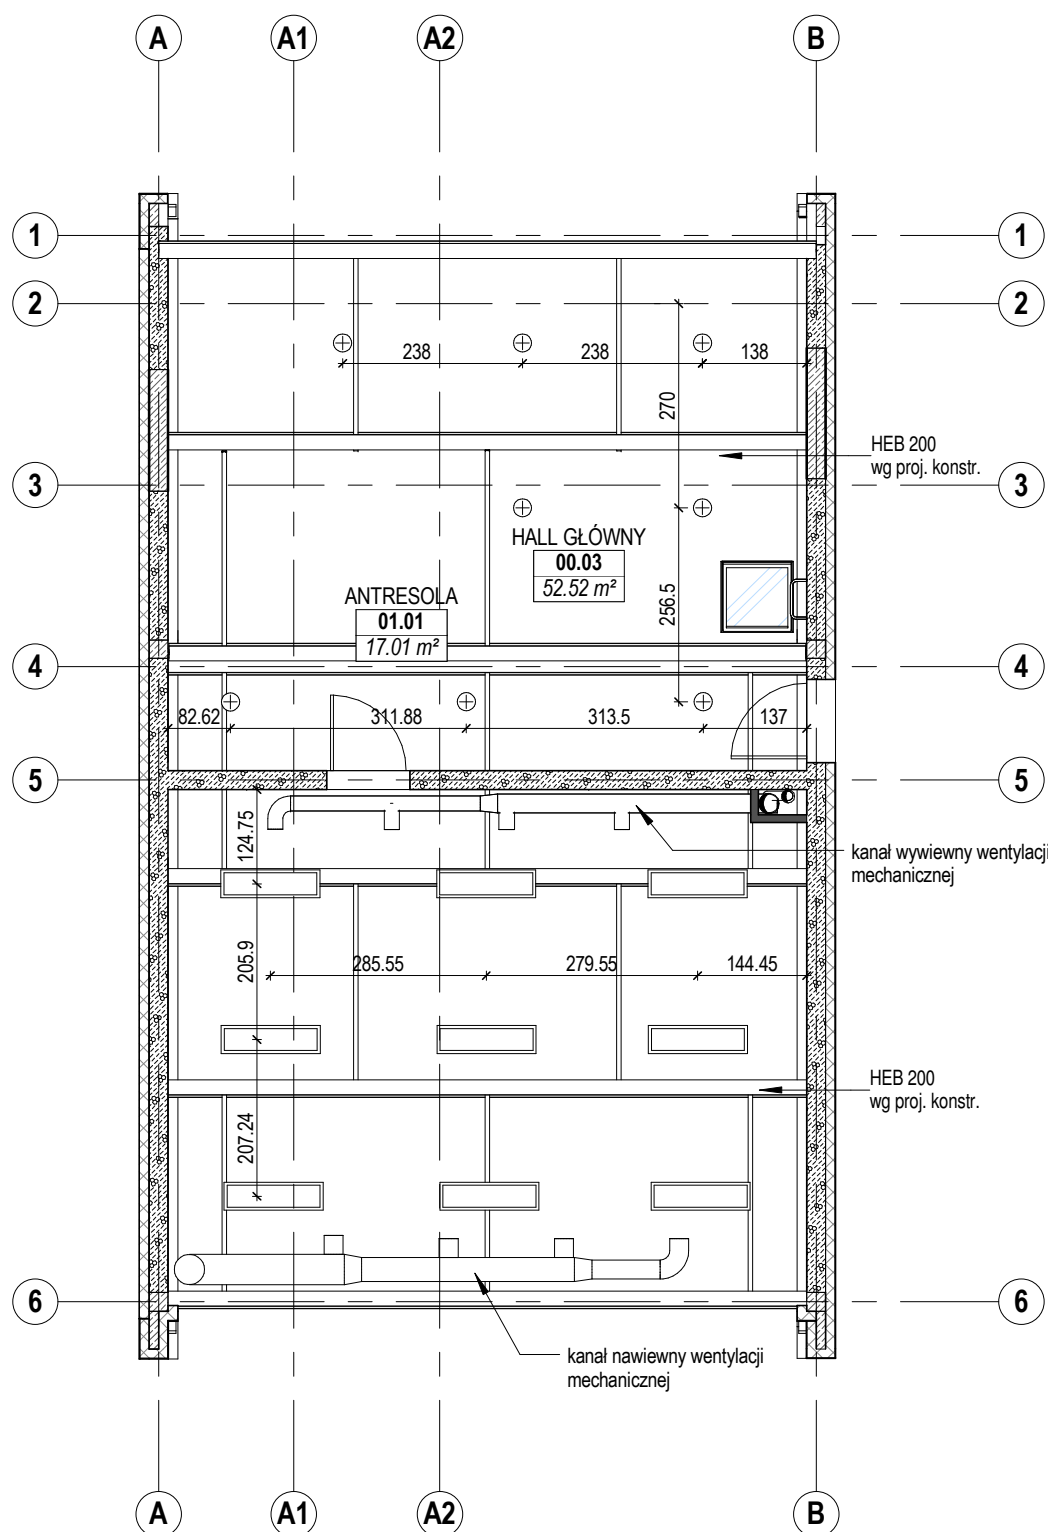 A
A1
A2
B
1
1
2
2
238
238
138
270
HEB 200
wg proj. konstr.
3
3
HALL GŁÓWNY
00.03
52.52 m²
ANTRESOLA
01.01
17.01 m²
256.5
4
4
82.62
311.88
313.5
137
5
5
124.75
kanał wywiewny wentylacji
mechanicznej
205.9
285.55
279.55
144.45
HEB 200
wg proj. konstr.
207.24
6
6
kanał nawiewny wentylacji
mechanicznej
A
A1
A2
B